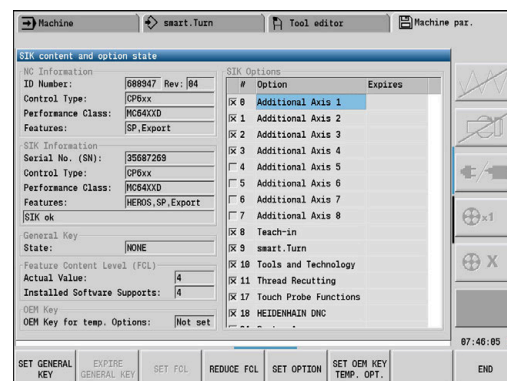 Machine
smart.Turn
Tool editor
Machine par.
SIK content and option state
NC Information
ID Number: 688947 Rev: 04
Control Type: CP6xx
Performance Class: MC64XXD
Features: SP,Export
SIK Information
Serial No. (SN): 35687269
Control Type: CP6xx
Performance Class: MC64XXD
Features: HEROS,SP,Export
SIK ok
General Key
State: NONE
Feature Content Level (FCL)
Actual Value: 4
Installed Software Supports: 4
OEM Key
OEM Key for temp. Options: Not set
SIK Options
# Option Expires
0 Additional Axis 1
1 Additional Axis 2
2 Additional Axis 3
3 Additional Axis 4
4 Additional Axis 5
5 Additional Axis 6
6 Additional Axis 7
7 Additional Axis 8
8 Teach-in
9 smart.Turn
10 Tools and Technology
11 Thread Recutting
17 Touch Probe Functions
18 HEIDENHAIN DNC
x1
X
07:46:05
SET GENERAL KEY
EXPIRE GENERAL KEY
SET FCL
REDUCE FCL
SET OPTION
SET OEM KEY TEMP. OPT.
END